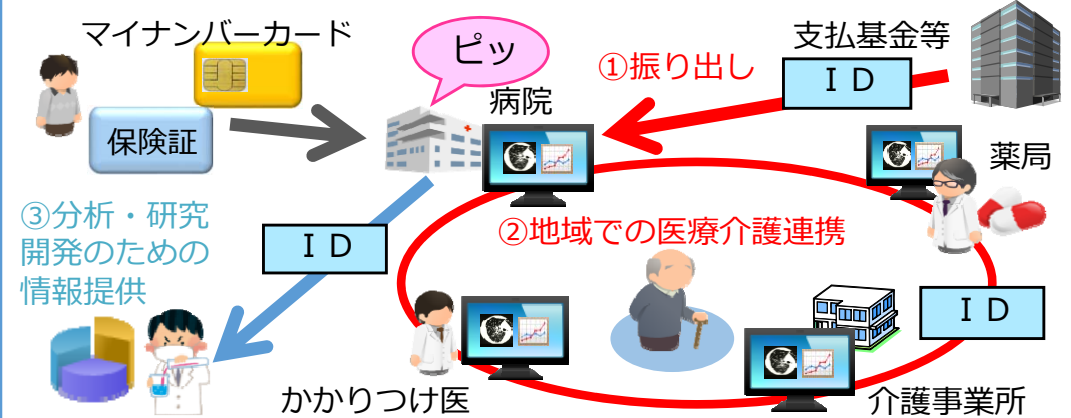 マイナンバーカード
保険証
ピッ
病院
①振り出し
支払基金等
ＩＤ
薬局
②地域での医療介護連携
③分析・研究
開発のための
情報提供
ＩＤ
ＩＤ
かかりつけ医
介護事業所